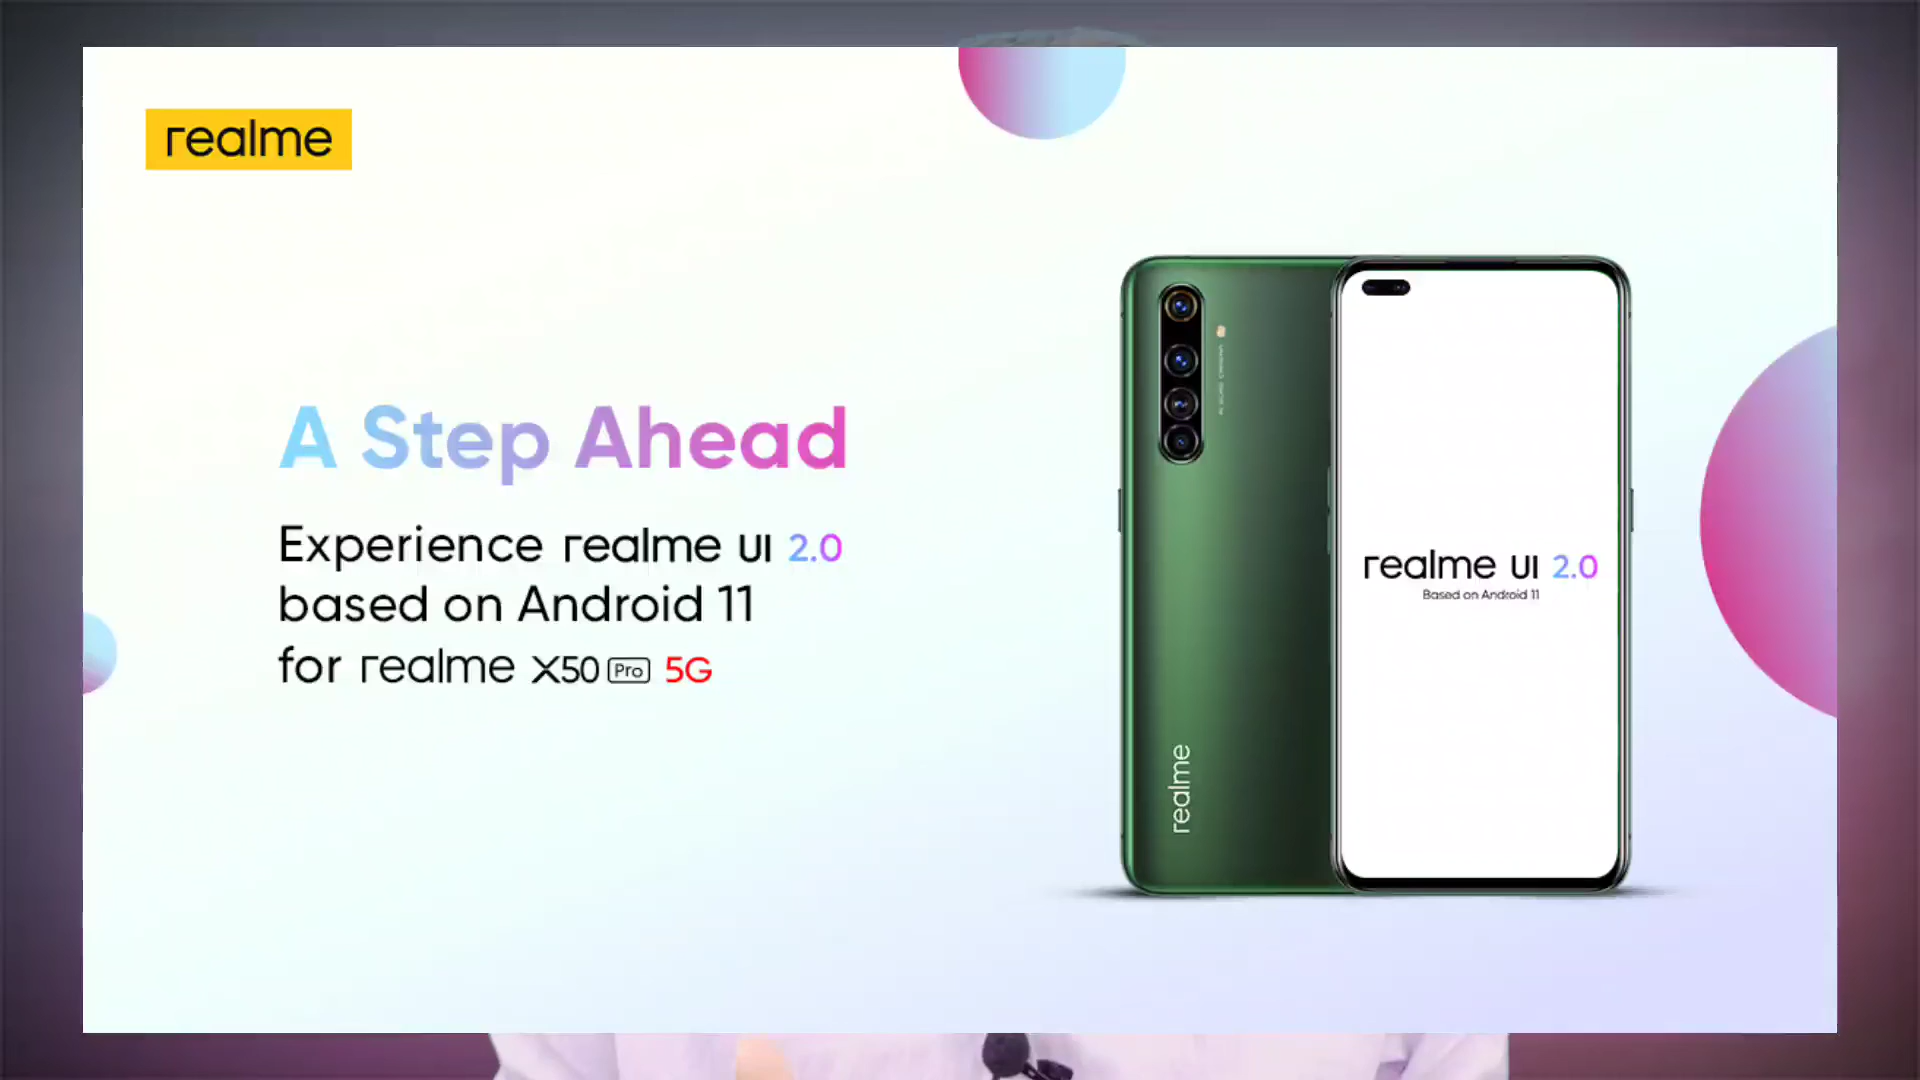 realme
A Step Ahead
Experience realme UI 2.0
based on Android 11
for realme X50 Pro 5G
realme UI 2.0
Based on Android 11
realme